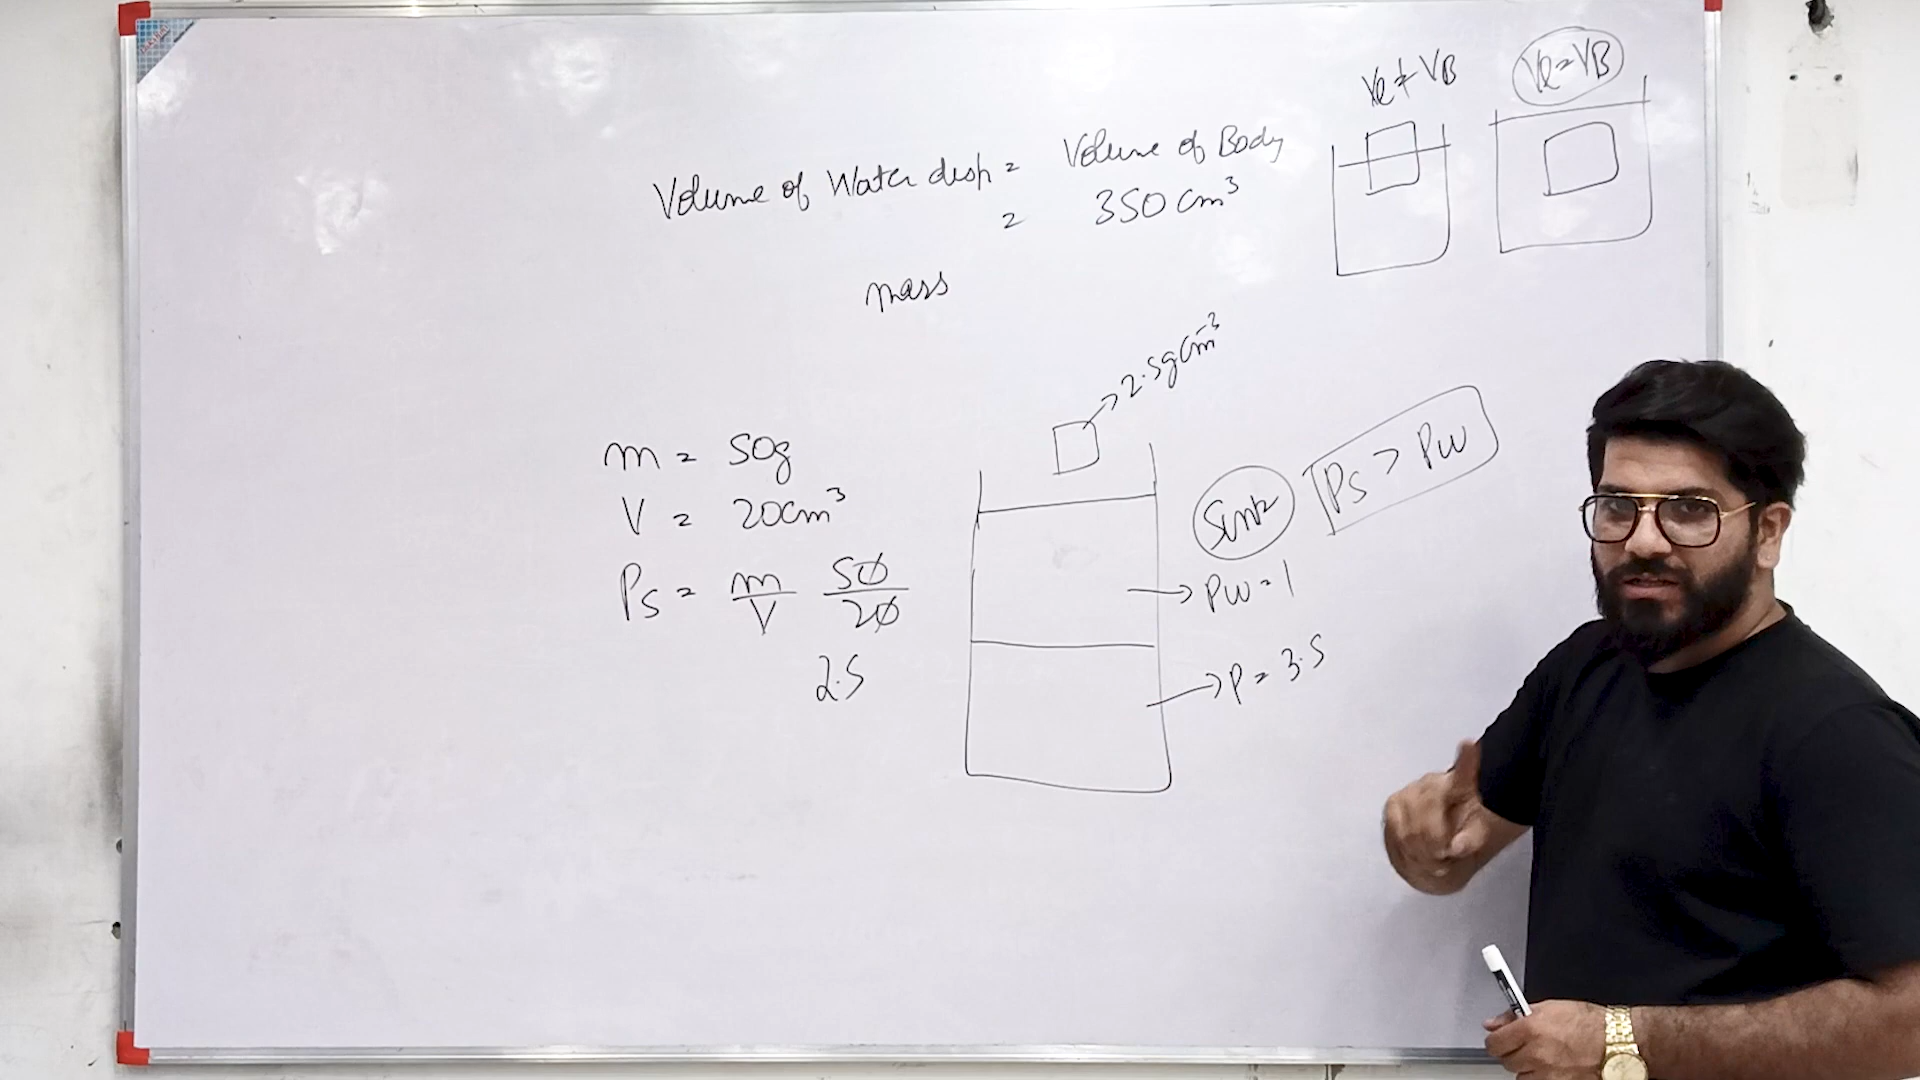 Vl ≠ VB
Vl = VB
Volume of Water disp = Volume of Body
= 350 cm³
mass
2.5 g cm⁻³
m = 50g
V = 20cm³
Ps = m/V 50/20
2.5
Sink
Ps > Pw
Pw = 1
P = 3.5